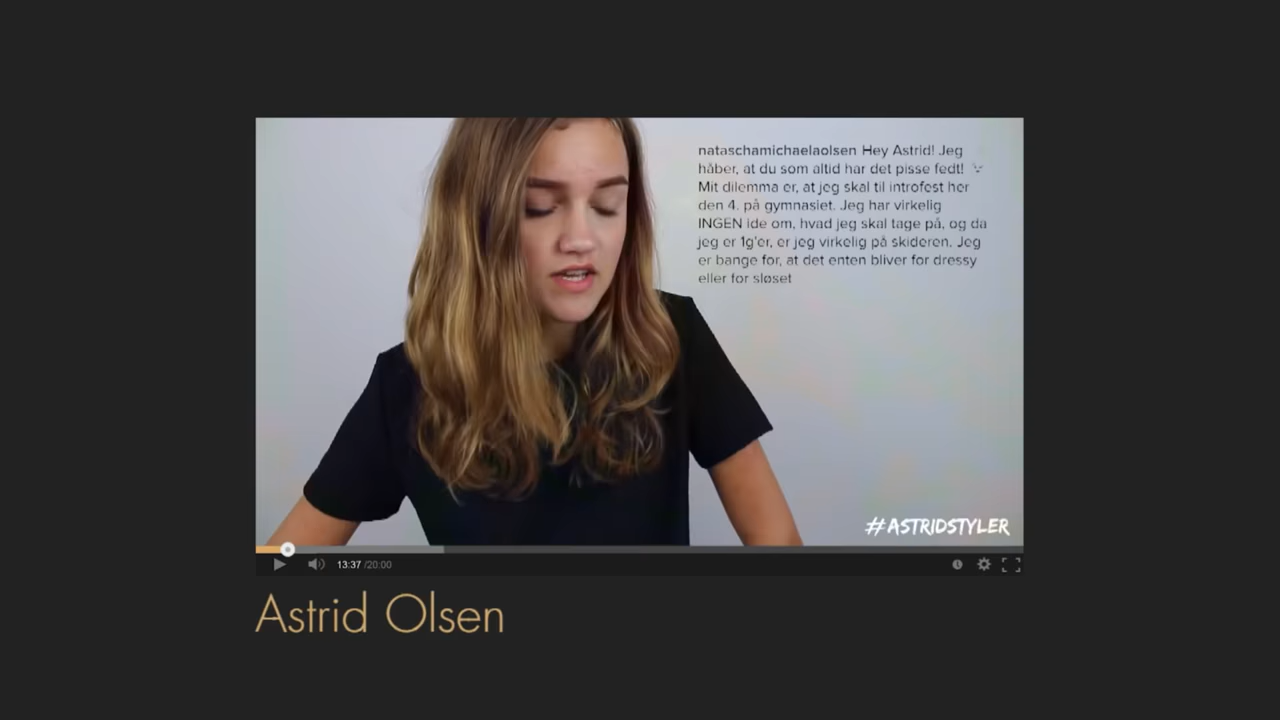 nataschamichaelaolsen Hey Astrid! Jeg
håber, at du som altid har det pisse fedt!
Mit dilemma er, at jeg skal til introfest her
den 4. på gymnasiet. Jeg har virkelig
INGEN ide om, hvad jeg skal tage på, og da
jeg er 1g'er, er jeg virkelig på skideren. Jeg
er bange for, at det enten bliver for dressy
eller for sløset
#ASTRIDSTYLER
13:37 /20:00
Astrid Olsen